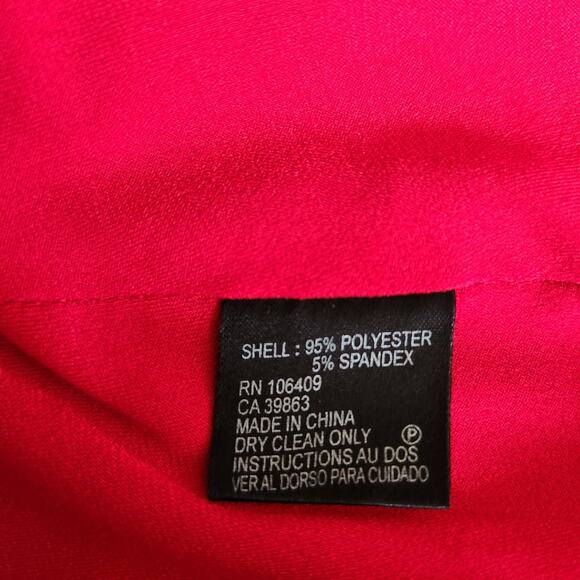 SHELL : 95% POLYESTER
5% SPANDEX
RN 106409
CA 39863
MADE IN CHINA
DRY CLEAN ONLY Ⓟ
INSTRUCTIONS AU DOS
VER AL DORSO PARA CUIDADO